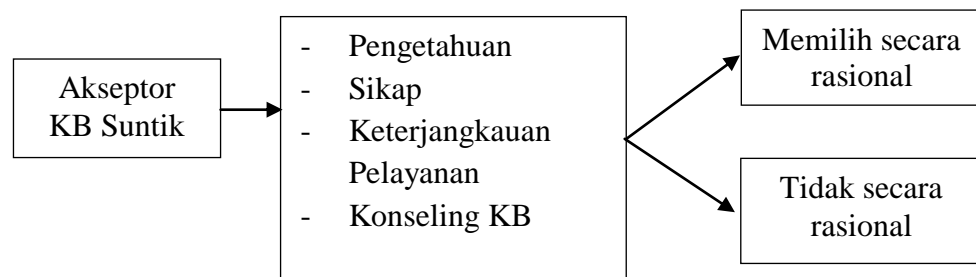 Akseptor
KB Suntik
- Pengetahuan
- Sikap
- Keterjangkauan
Pelayanan
- Konseling KB
Memilih secara
rasional
Tidak secara
rasional